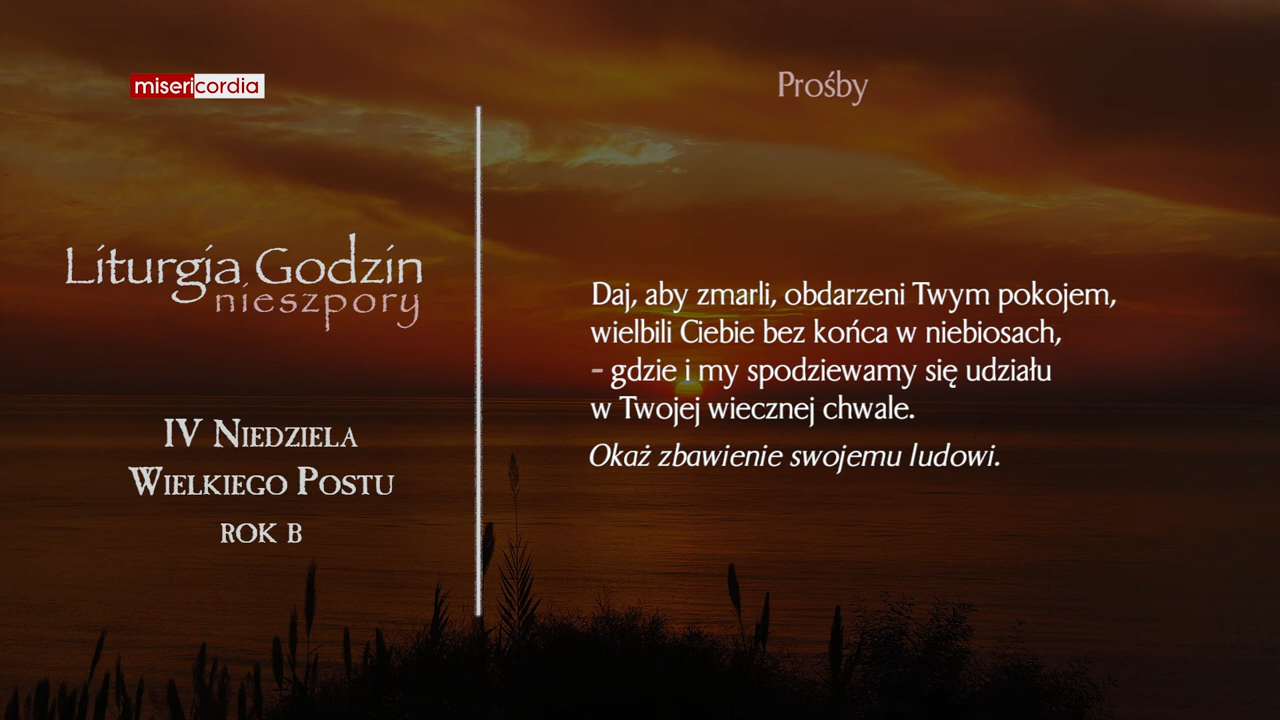 misericordia
Prośby
Liturgia Godzin
nieszpory
IV Niedziela
Wielkiego Postu
rok B
Daj, aby zmarli, obdarzeni Twym pokojem,
wielbili Ciebie bez końca w niebiosach,
- gdzie i my spodziewamy się udziału
w Twojej wiecznej chwale.
Okaż zbawienie swojemu ludowi.